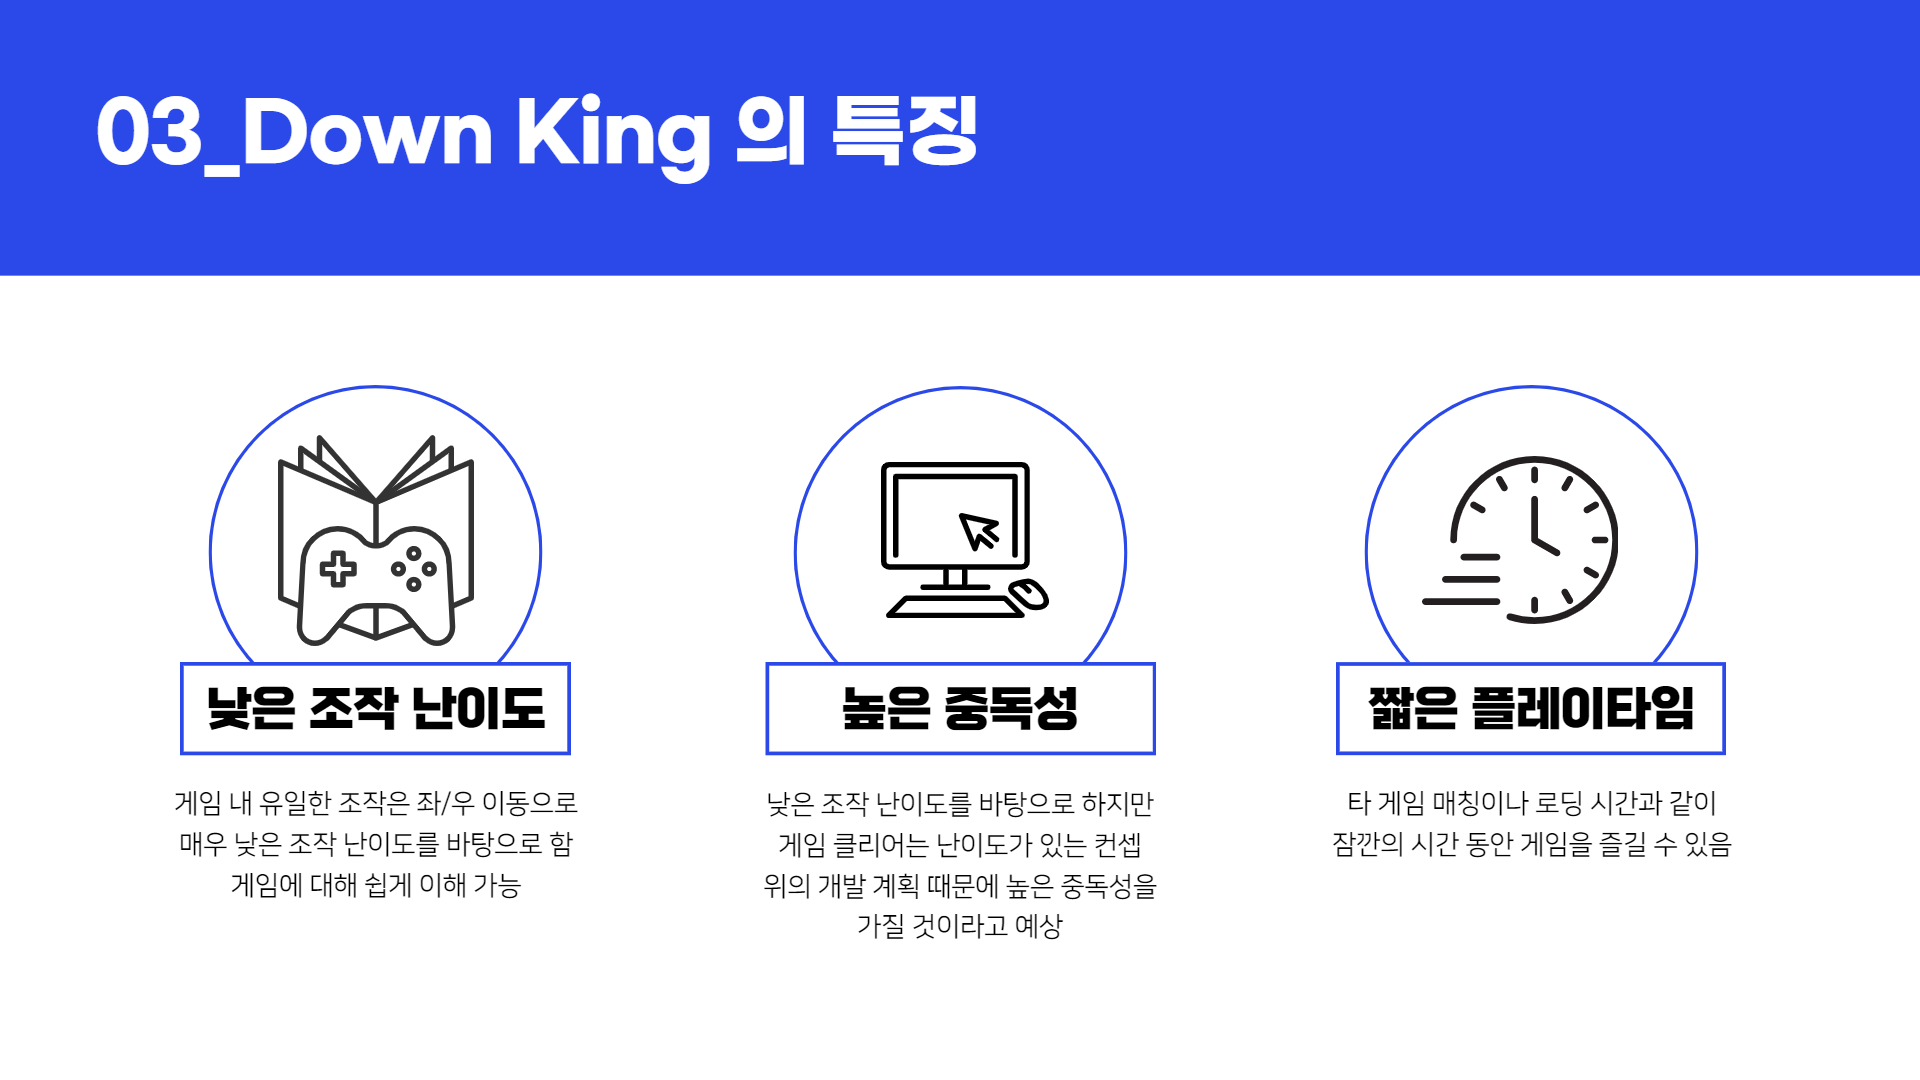 03_Down King 의 특징
낮은 조작 난이도
게임 내 유일한 조작은 좌/우 이동으로
매우 낮은 조작 난이도를 바탕으로 함
게임에 대해 쉽게 이해 가능
높은 중독성
낮은 조작 난이도를 바탕으로 하지만
게임 클리어는 난이도가 있는 컨셉
위의 개발 계획 때문에 높은 중독성을
가질 것이라고 예상
짧은 플레이타임
타 게임 매칭이나 로딩 시간과 같이
잠깐의 시간 동안 게임을 즐길 수 있음